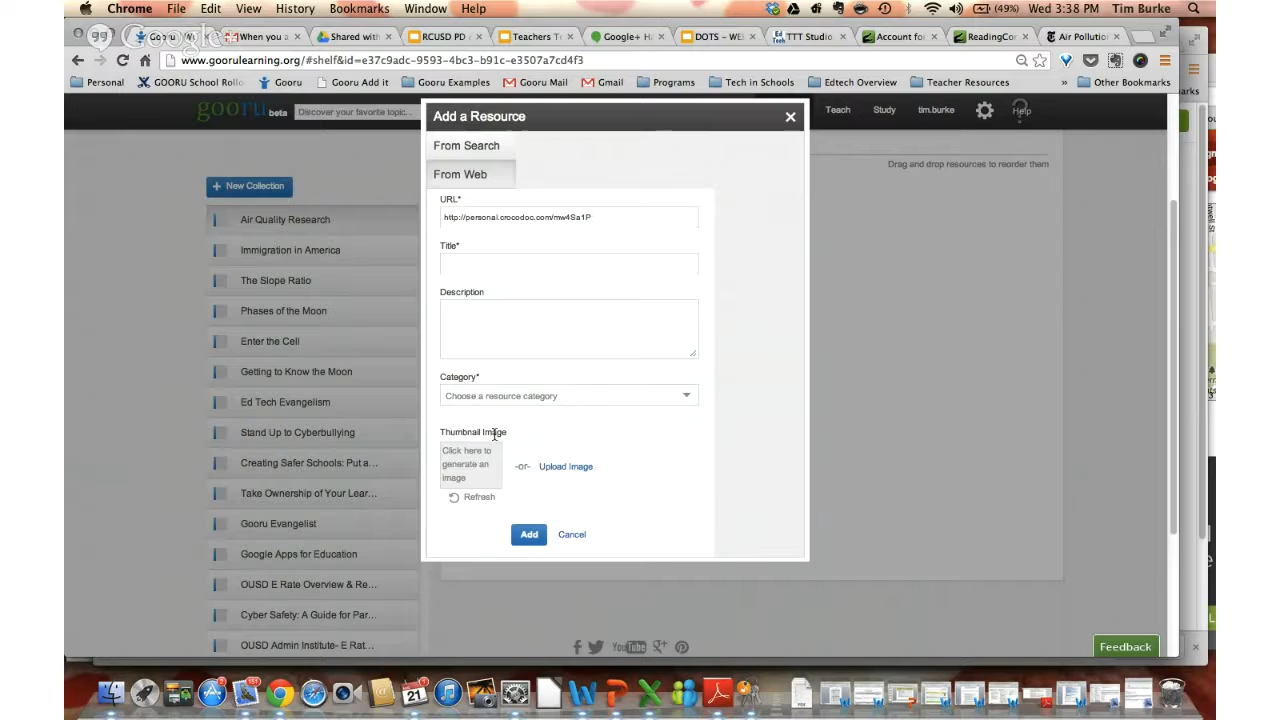 Chrome File Edit View History Bookmarks Window Help (49%) Wed 3:38 PM Tim Burke
Google+
Gooru When you a Shared with RCUSD PD Teachers T Google+ DOTS – WE TTT Studio Account for ReadingCor Air Pollution
www.goorulearning.org/#shelf&id=e37c9adc-9593-4bc3-b91c-e3507a7cd4f3
Personal GOORU School Rollo Gooru Gooru Add it Gooru Examples Gooru Mail Gmail Programs Tech in Schools Edtech Overview Teacher Resources » Other Bookmarks
gooru beta Discover your favorite topic... Teach Study tim.burke Help
Add a Resource
From Search
From Web
Drag and drop resources to reorder them
New Collection
Air Quality Research
Immigration in America
The Slope Ratio
Phases of the Moon
Enter the Cell
Getting to Know the Moon
Ed Tech Evangelism
Stand Up to Cyberbullying
Creating Safer Schools: Put a...
Take Ownership of Your Lear...
Gooru Evangelist
Google Apps for Education
OUSD E Rate Overview & Re...
Cyber Safety: A Guide for Par...
OUSD Admin Institute- E Rat...
URL*
http://personal.crocodoc.com/mw4Sa1P
Title*
Description
Category*
Choose a resource category
Thumbnail Image
Click here to
generate an
image
-or- Upload Image
Refresh
Add Cancel
YouTube
Feedback